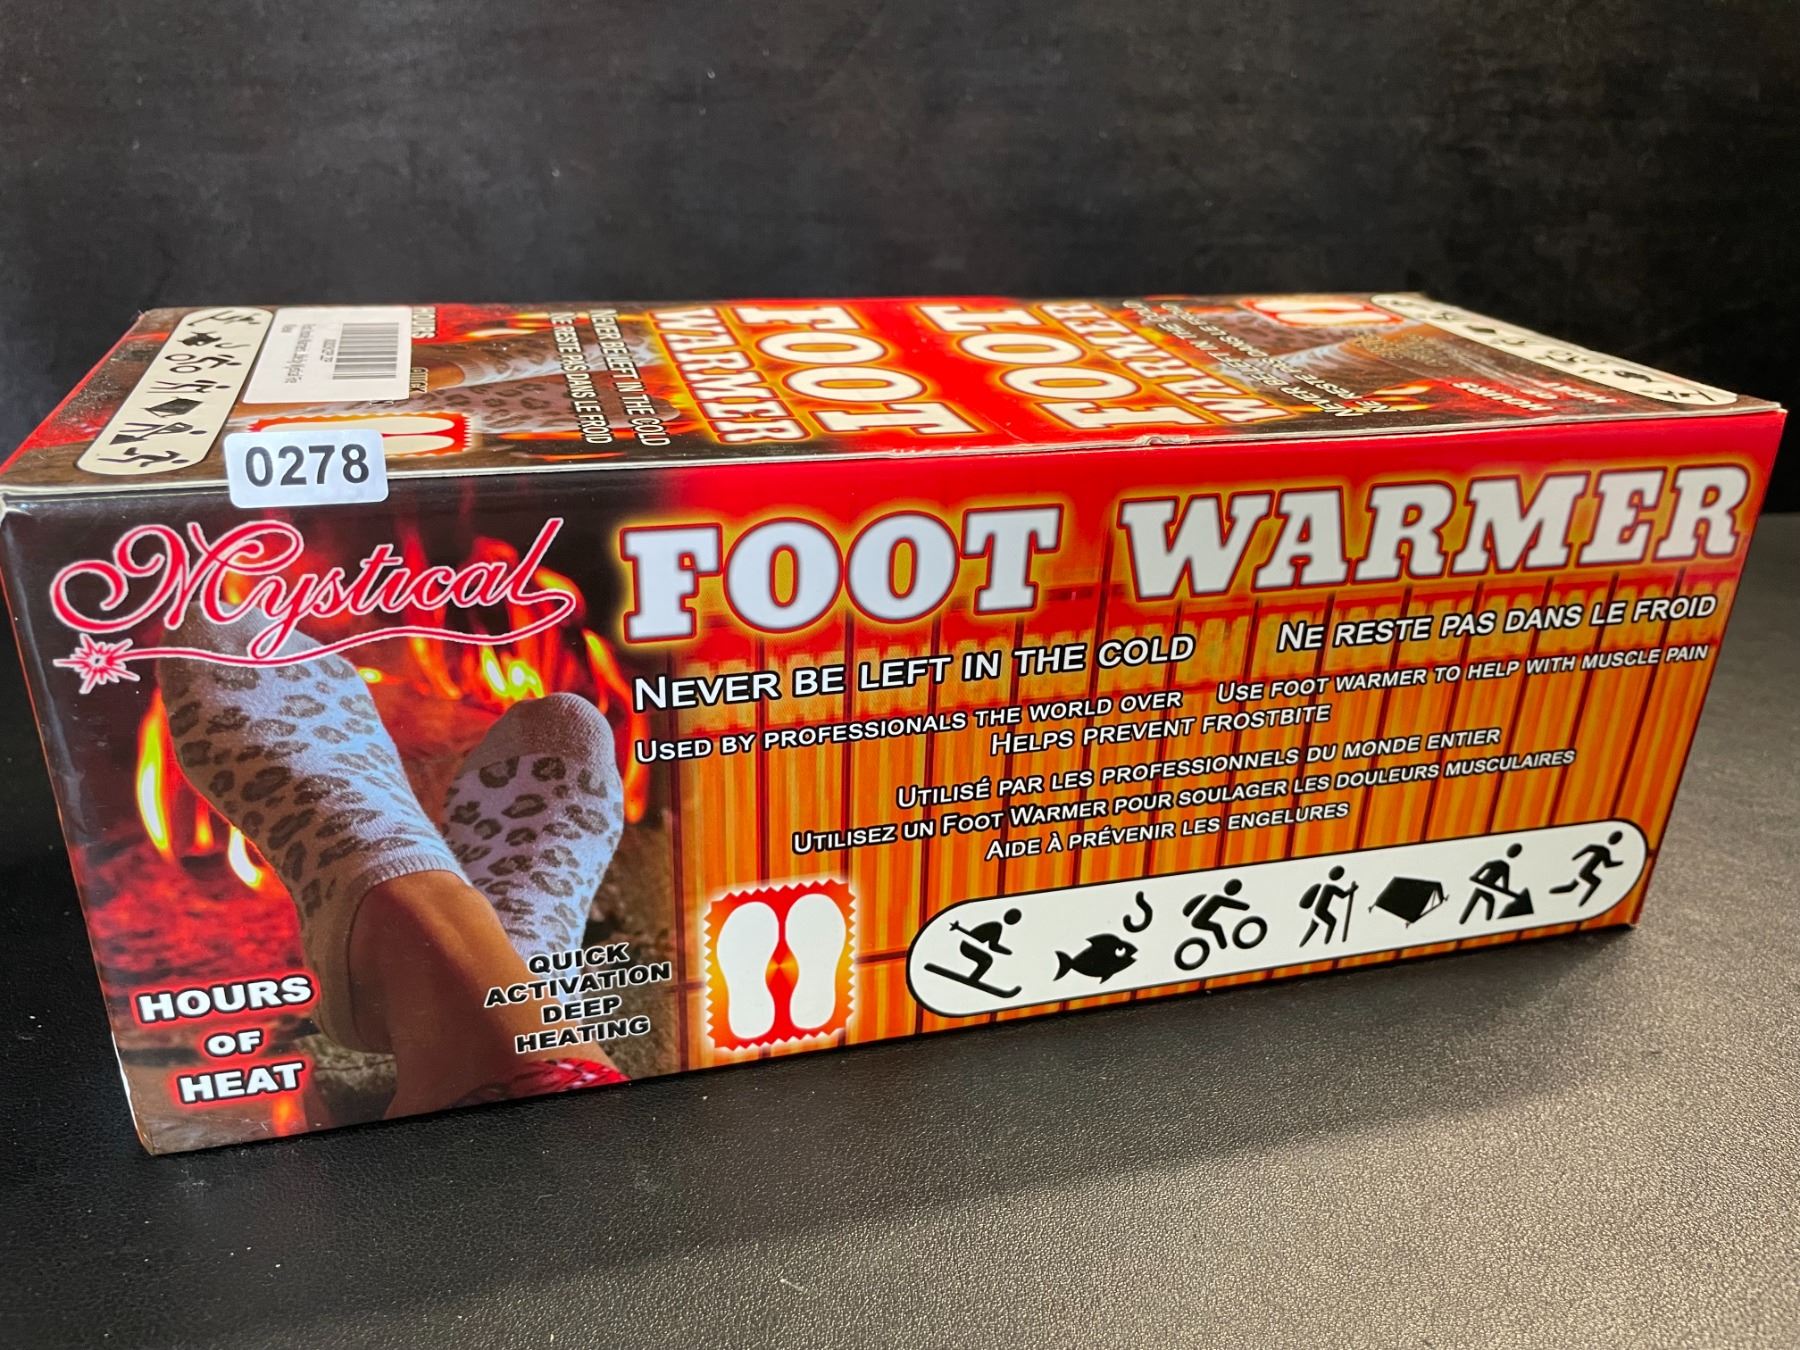 HOURS
NEVER BE LEFT IN THE COLD
NE RESTE PAS DANS LE FROID
FOOT
WARMER
FOOT
WARMER
0278
Mystical
FOOT WARMER
NEVER BE LEFT IN THE COLD
NE RESTE PAS DANS LE FROID
USED BY PROFESSIONALS THE WORLD OVER
USE FOOT WARMER TO HELP WITH MUSCLE PAIN
HELPS PREVENT FROSTBITE
UTILISÉ PAR LES PROFESSIONNELS DU MONDE ENTIER
UTILISEZ UN FOOT WARMER POUR SOULAGER LES DOULEURS MUSCULAIRES
AIDE À PRÉVENIR LES ENGELURES
HOURS
OF
HEAT
QUICK
ACTIVATION
DEEP
HEATING